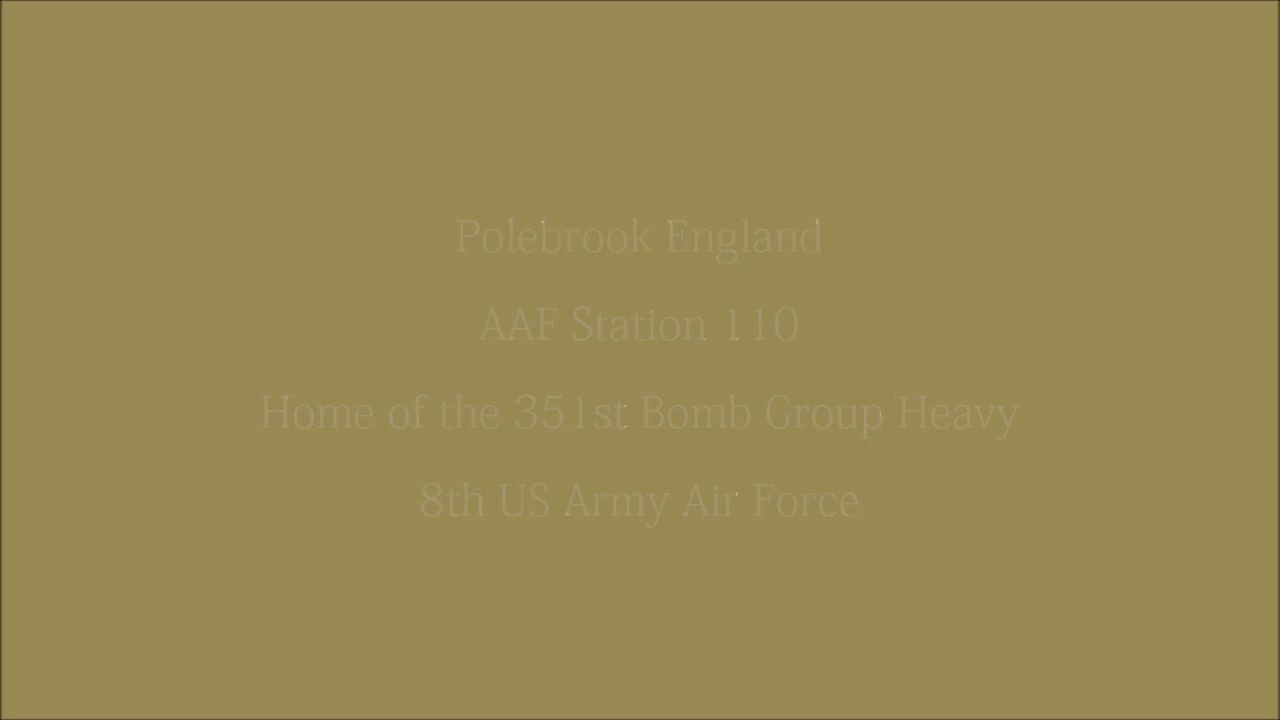 Polebrook England
AAF Station 110
Home of the 351st Bomb Group Heavy
8th US Army Air Force